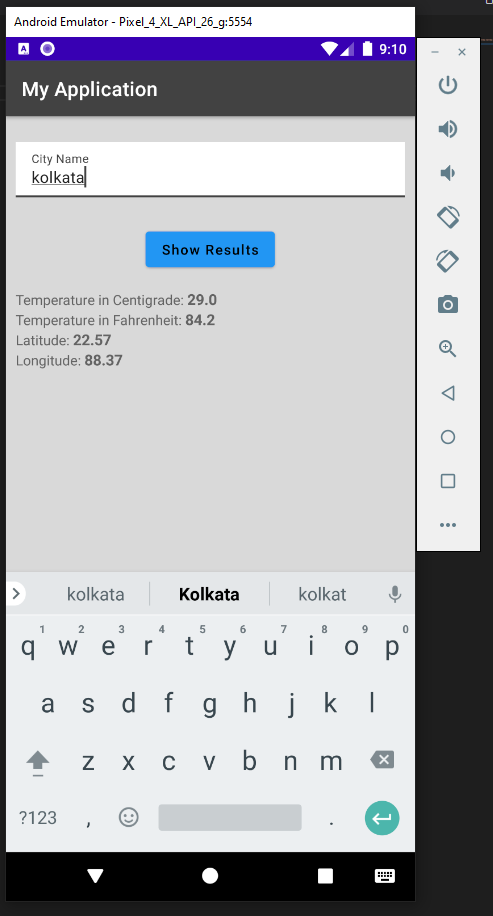 Android Emulator - Pixel_4_XL_API_26_g:5554
A 9:10
My Application
City Name
kolkata
Show Results
Temperature in Centigrade: 29.0
Temperature in Fahrenheit: 84.2
Latitude: 22.57
Longitude: 88.37
kolkata Kolkata kolkat
1 2 3 4 5 6 7 8 9 0
q w e r t y u i o p
a s d f g h j k l
z x c v b n m
?123 , .